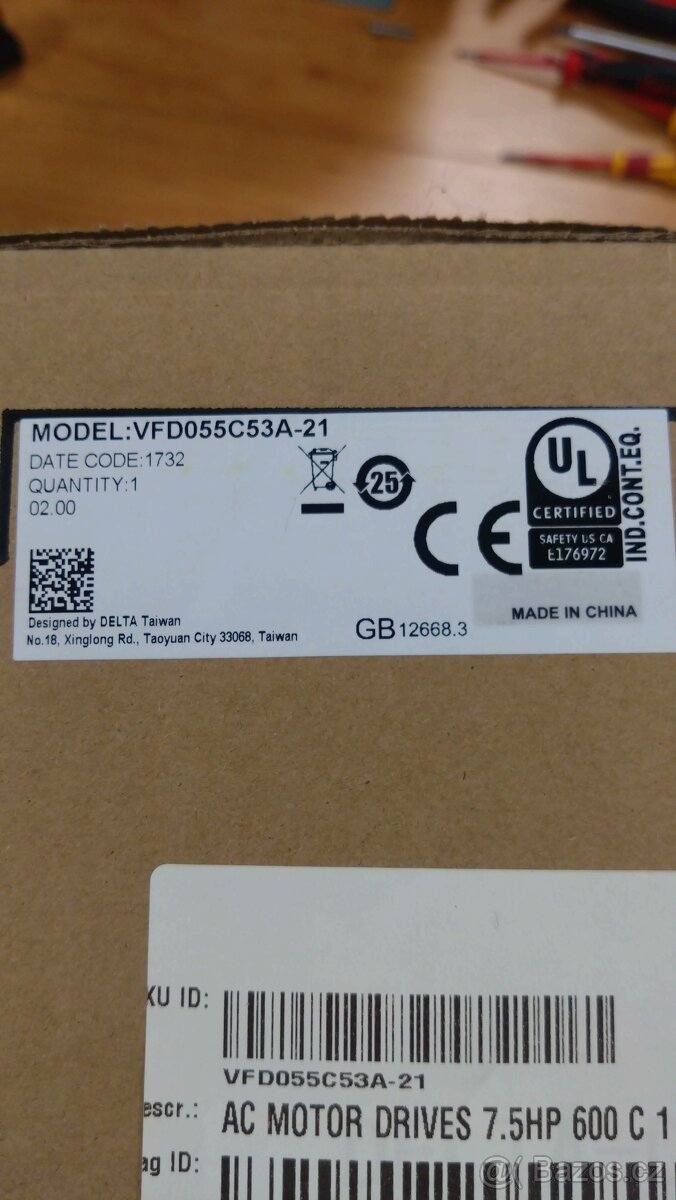 MODEL:VFD055C53A-21
DATE CODE:1732
QUANTITY:1
02.00
25
UL
CERTIFIED
SAFETY US CA
E176972
IND.CONT.EQ.
CE
Designed by DELTA Taiwan
No.18, Xinglong Rd., Taoyuan City 33068, Taiwan
GB12668.3
MADE IN CHINA
KU ID:
VFD055C53A-21
escr.: AC MOTOR DRIVES 7.5HP 600 C 1
ag ID:
@ Bazos.cz